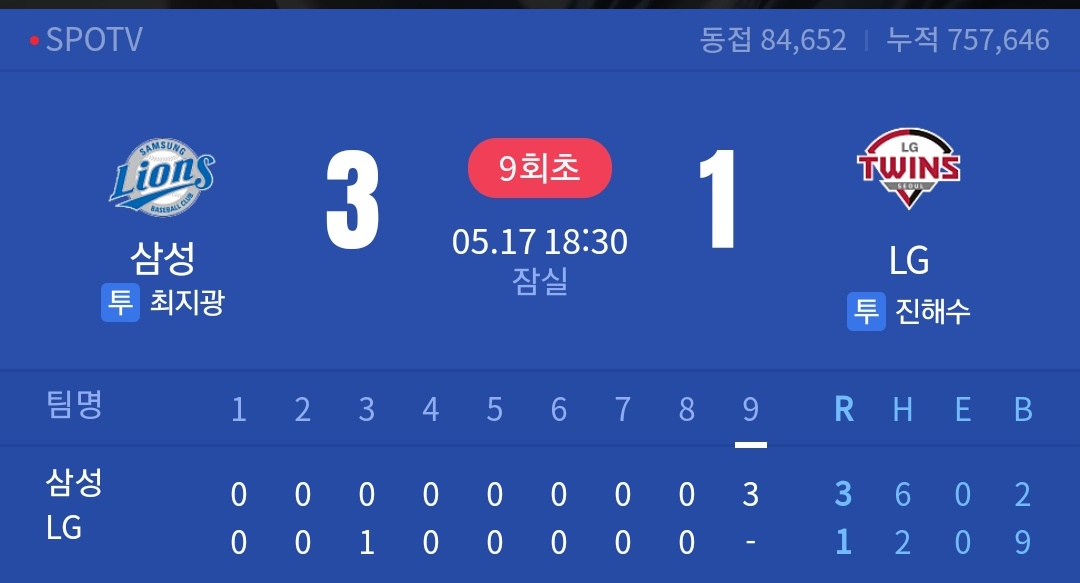 SPOTV 동접 84,652 누적 757,646
SAMSUNG
Lions
BASEBALL CLUB
3 9회초 1
LG
TWINS
SEOUL
05.17 18:30
잠실
삼성 LG
투 최지광 투 진해수
팀명 1 2 3 4 5 6 7 8 9 R H E B
삼성 0 0 0 0 0 0 0 0 3 3 6 0 2
LG 0 0 1 0 0 0 0 0 - 1 2 0 9